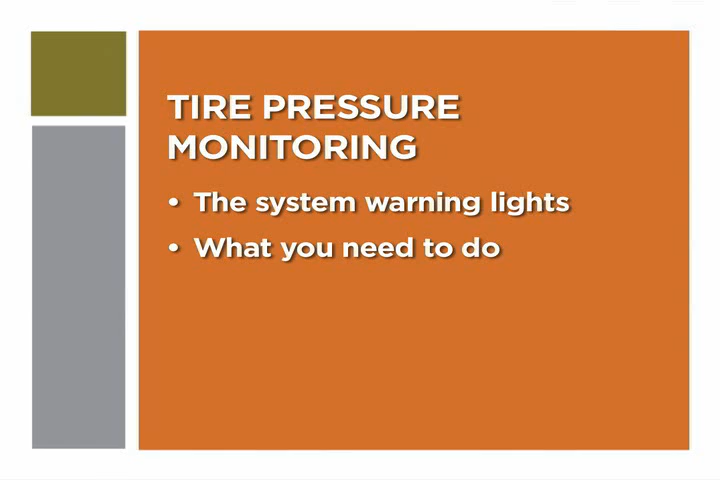 TIRE PRESSURE
MONITORING
• The system warning lights
• What you need to do